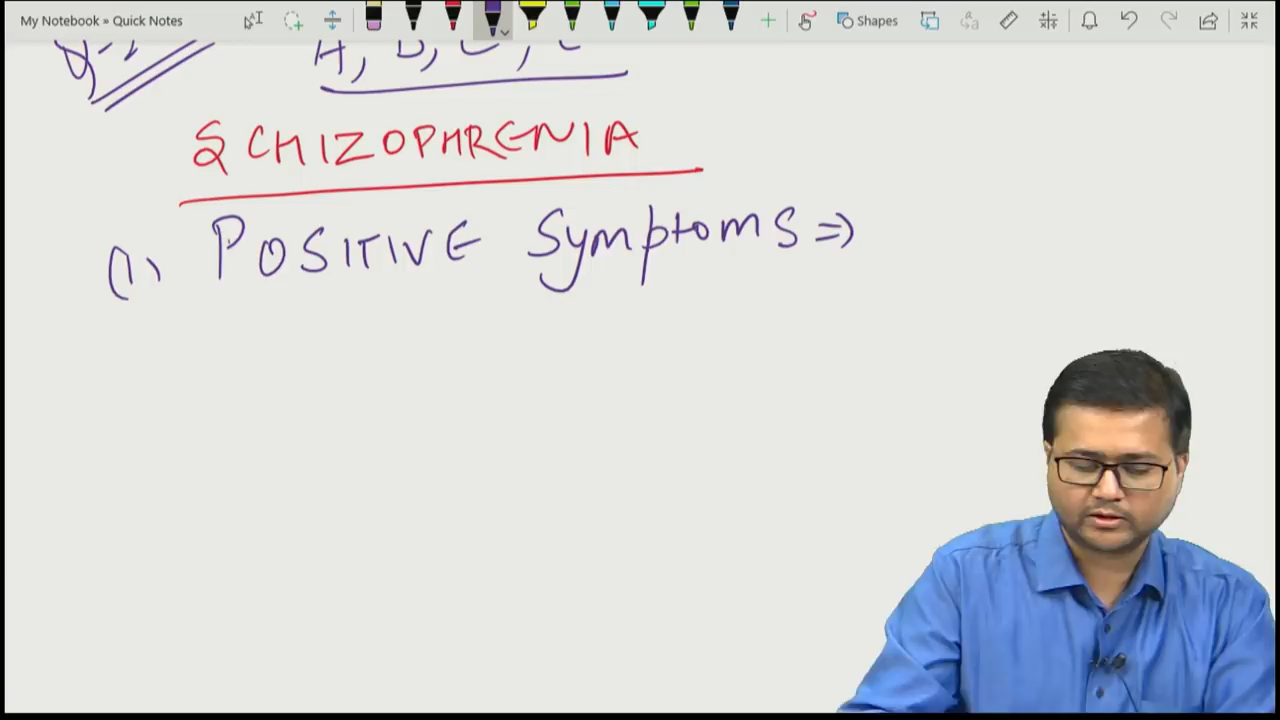 My Notebook » Quick Notes
Shapes
A, B, C,
SCHIZOPHRENIA
(1) POSITIVE Symptoms ⇒